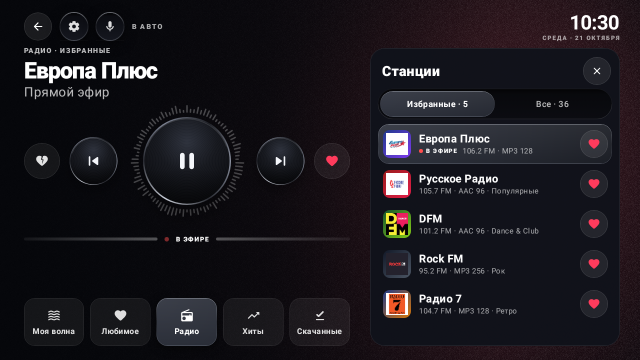 В АВТО
10:30
СРЕДА · 21 ОКТЯБРЯ
РАДИО · ИЗБРАННЫЕ
Европа Плюс
Прямой эфир
В ЭФИРЕ
Моя волна
Любимое
Радио
Хиты
Скачанные
Станции
Избранные · 5
Все · 36
Европа Плюс
В ЭФИРЕ 106.2 FM · MP3 128
Русское Радио
105.7 FM · AAC 96 · Популярные
DFM
101.2 FM · AAC 96 · Dance & Club
Rock FM
95.2 FM · MP3 256 · Рок
Радио 7
104.7 FM · MP3 128 · Ретро